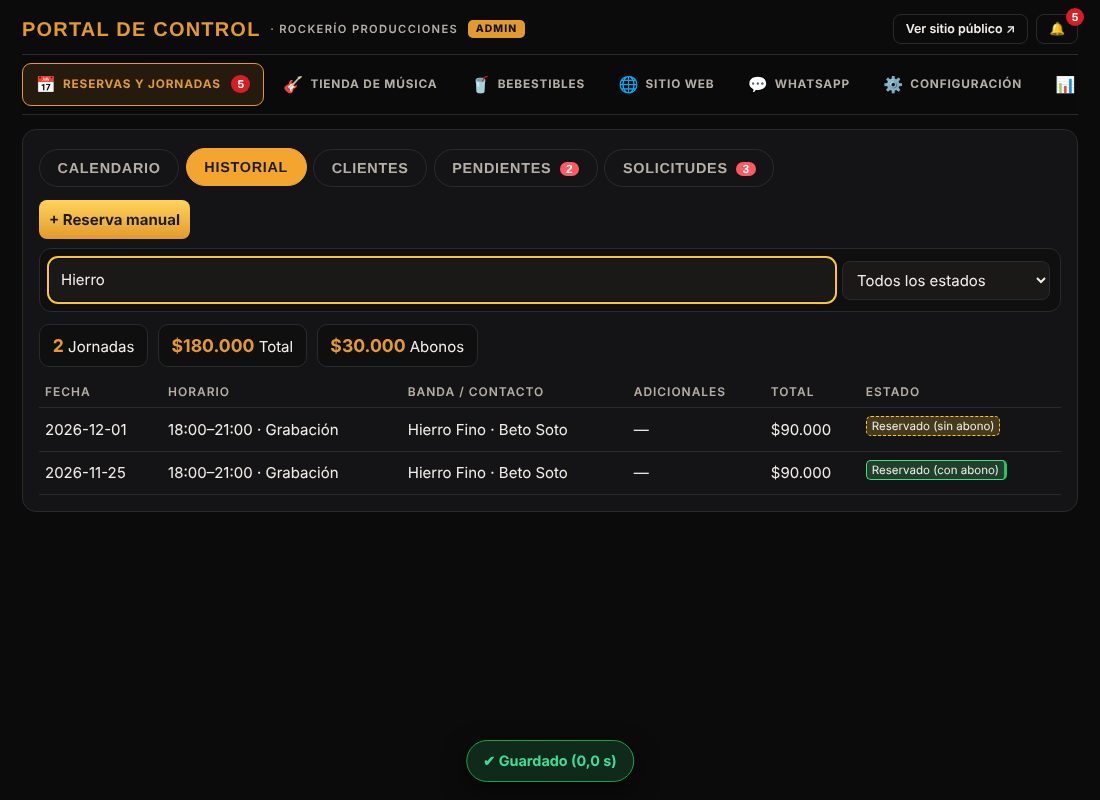 PORTAL DE CONTROL · ROCKERÍO PRODUCCIONES ADMIN Ver sitio público ↗ 🔔 5
📅 RESERVAS Y JORNADAS 5 🎸 TIENDA DE MÚSICA 🥤 BEBESTIBLES 🌐 SITIO WEB 💬 WHATSAPP ⚙️ CONFIGURACIÓN 📊
CALENDARIO HISTORIAL CLIENTES PENDIENTES 2 SOLICITUDES 3
+ Reserva manual
Hierro Todos los estados
2 Jornadas $180.000 Total $30.000 Abonos
FECHA HORARIO BANDA / CONTACTO ADICIONALES TOTAL ESTADO
2026-12-01 18:00–21:00 · Grabación Hierro Fino · Beto Soto — $90.000 Reservado (sin abono)
2026-11-25 18:00–21:00 · Grabación Hierro Fino · Beto Soto — $90.000 Reservado (con abono)
✔ Guardado (0,0 s)